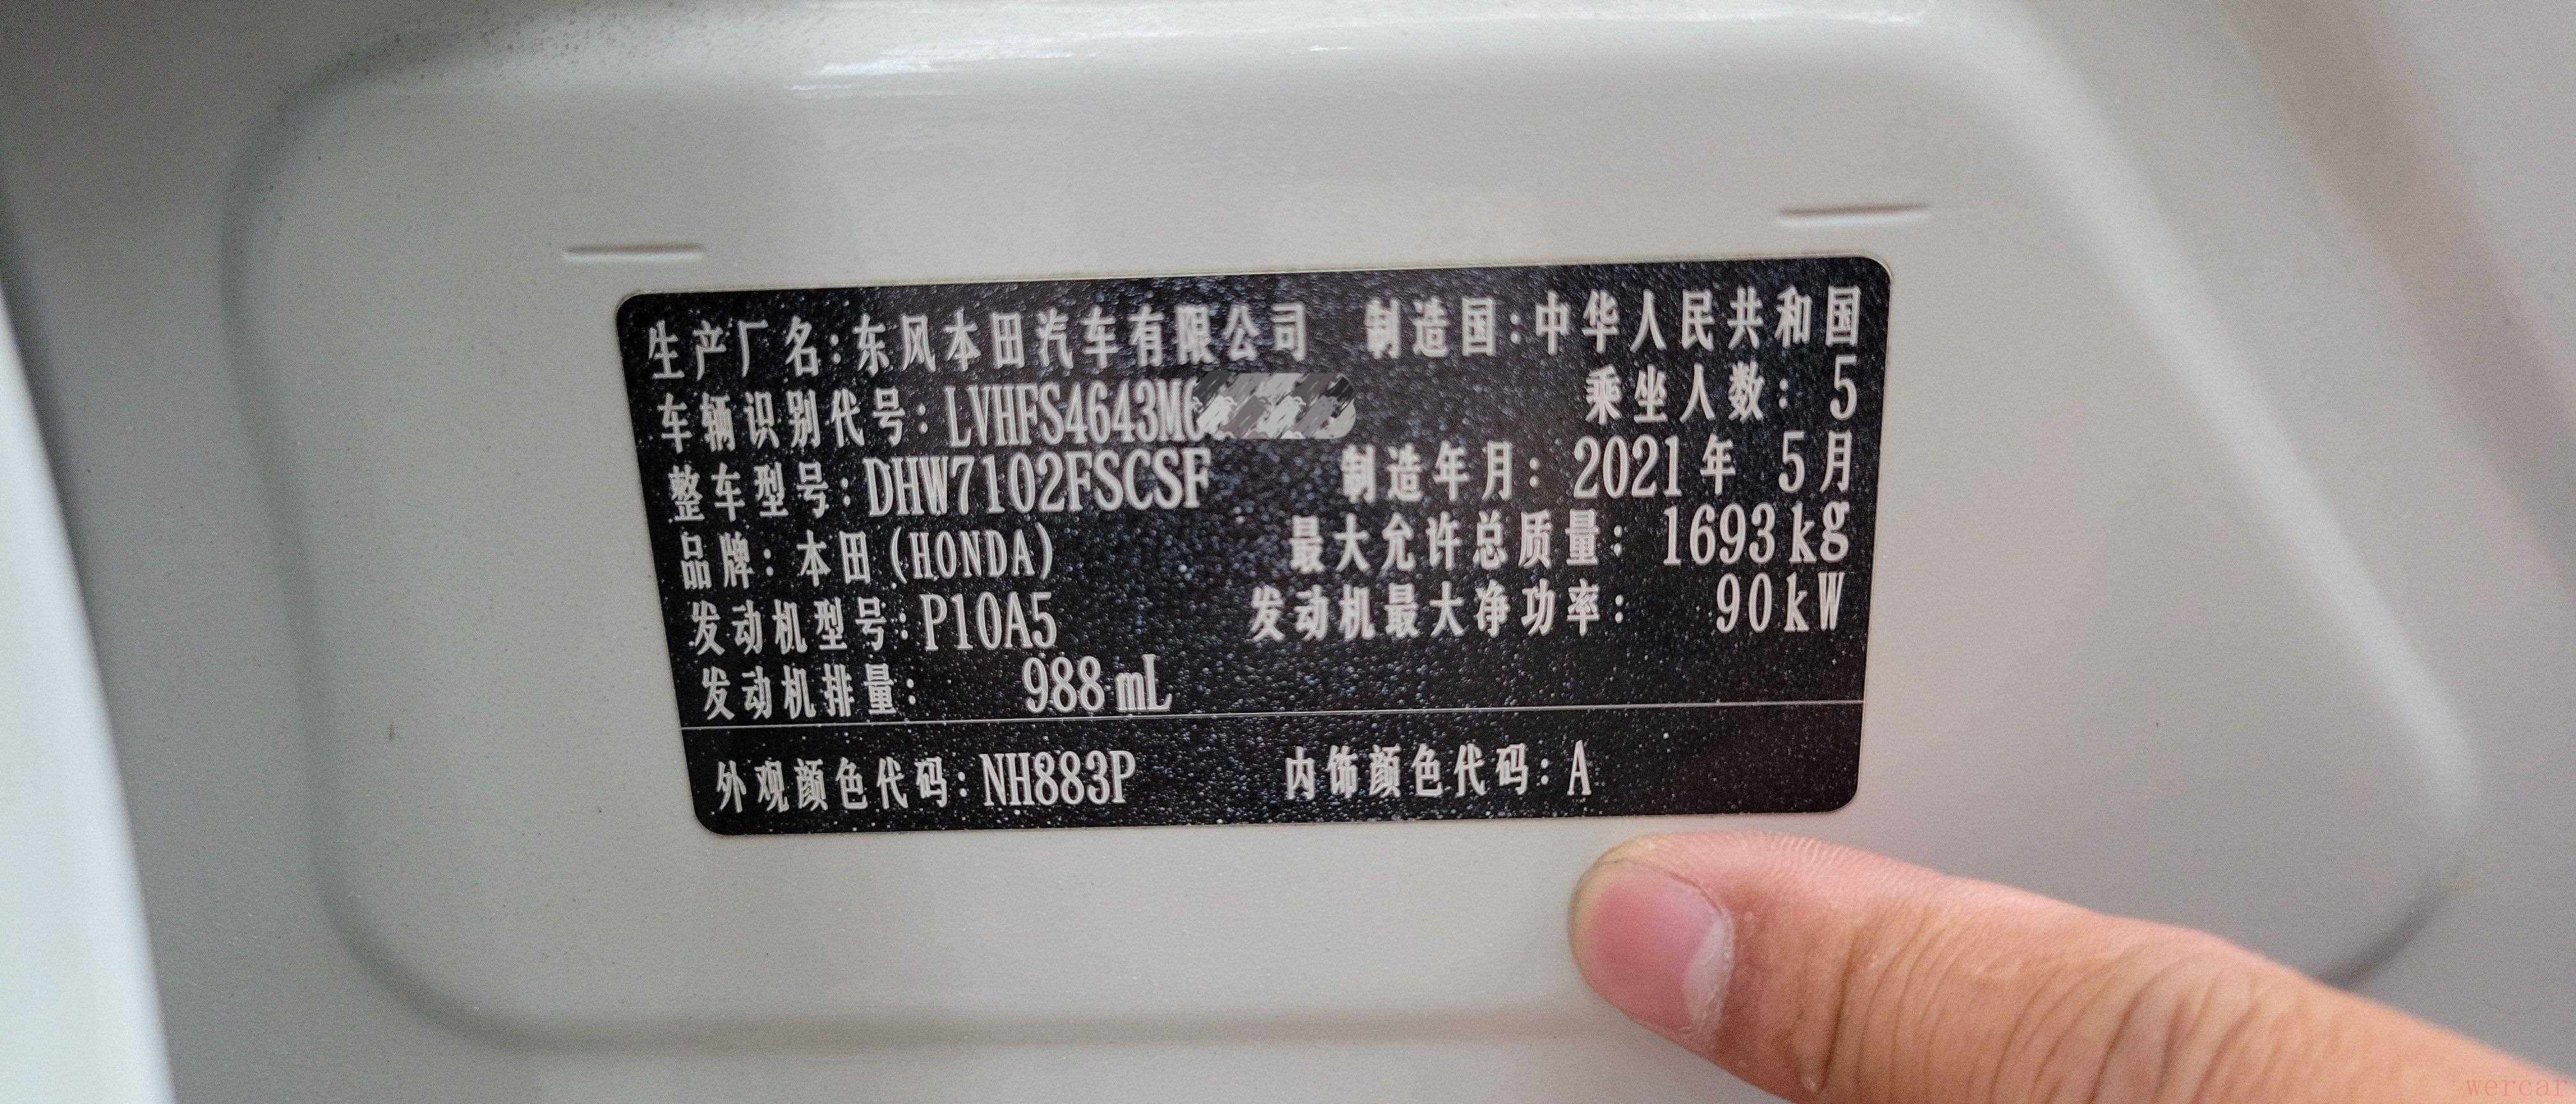 生产厂名:东风本田汽车有限公司 制造国:中华人民共和国
车辆识别代号:LVHFS4643M 乘坐人数:5
整车型号:DHW7102FSCSF 制造年月:2021年 5月
品牌:本田(HONDA) 最大允许总质量:1693kg
发动机型号:P10A5 发动机最大净功率:90kW
发动机排量:988mL
外观颜色代码:NH883P 内饰颜色代码:A
wercar